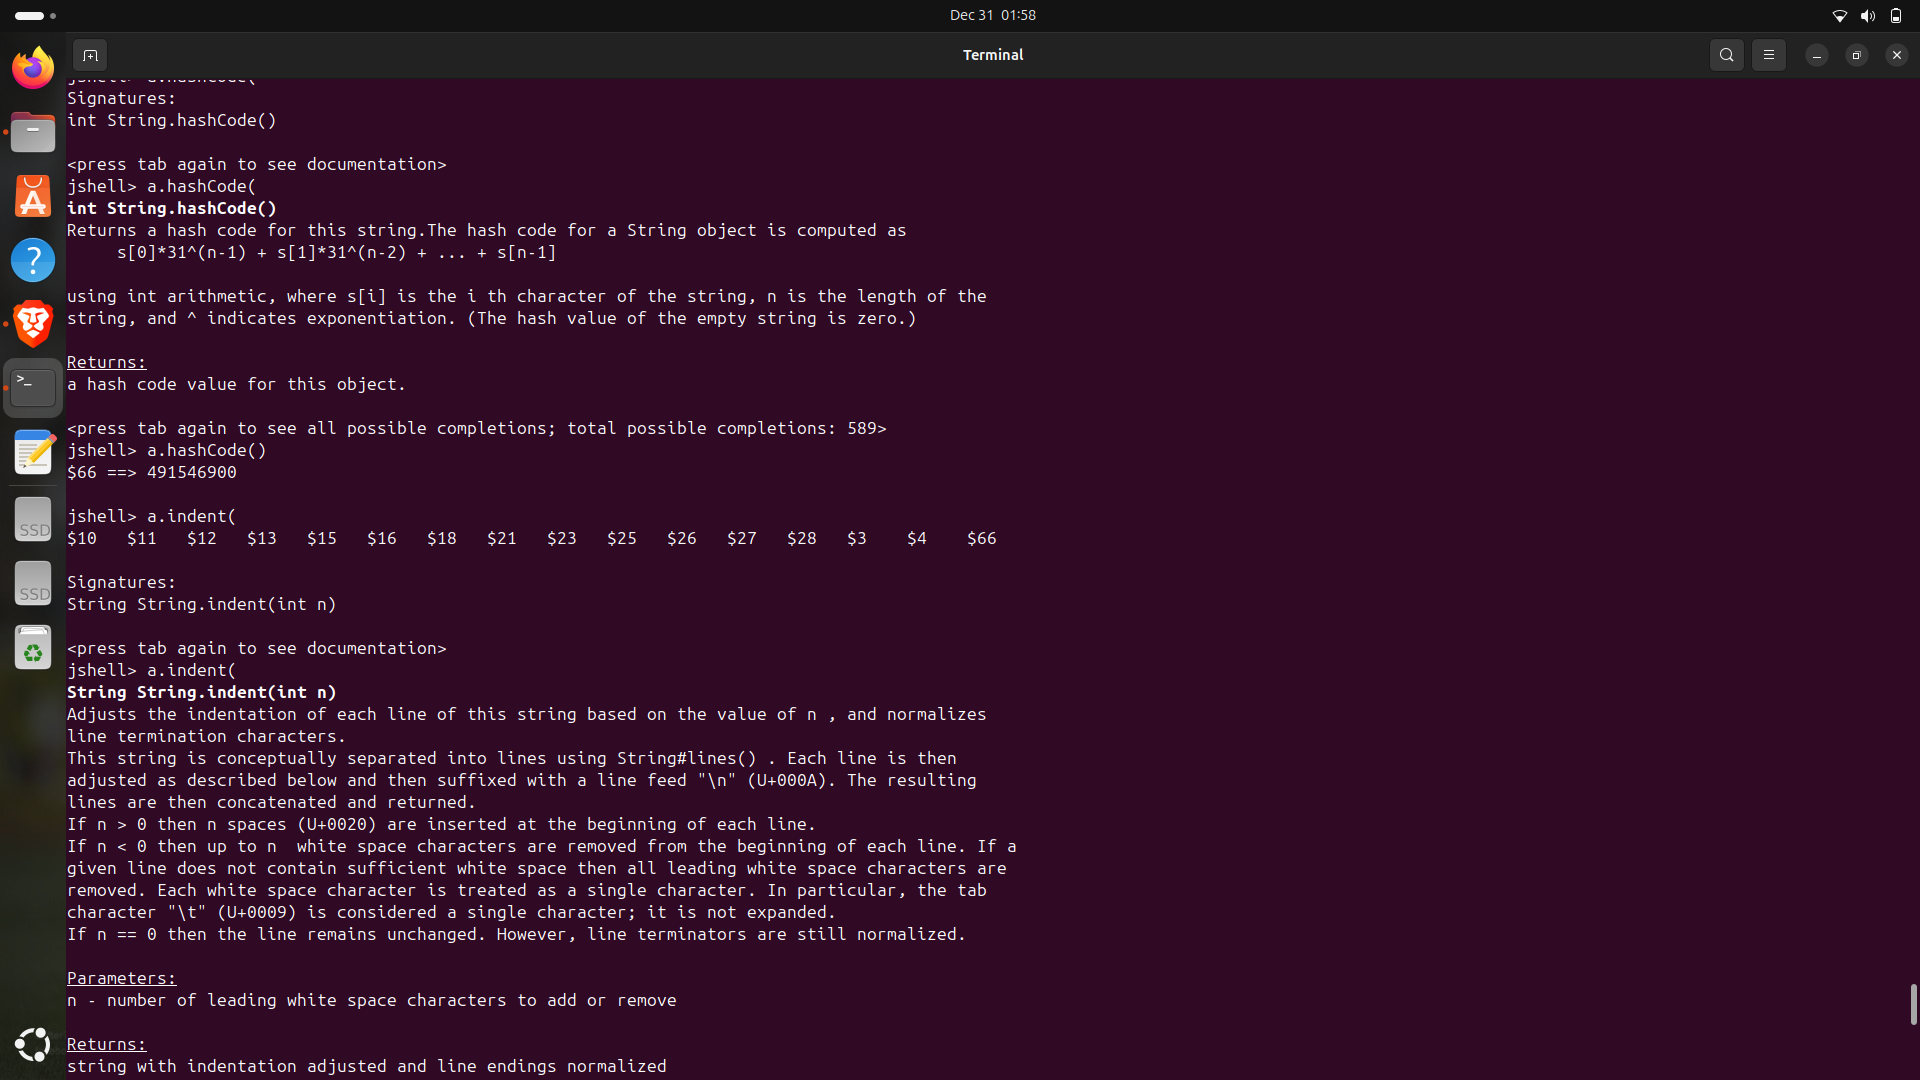 Dec 31 01:58
Terminal
jshell> a.hashCode(
Signatures:
int String.hashCode()
<press tab again to see documentation>
jshell> a.hashCode(
int String.hashCode()
Returns a hash code for this string.The hash code for a String object is computed as
s[0]*31^(n-1) + s[1]*31^(n-2) + ... + s[n-1]
using int arithmetic, where s[i] is the i th character of the string, n is the length of the
string, and ^ indicates exponentiation. (The hash value of the empty string is zero.)
Returns:
a hash code value for this object.
<press tab again to see all possible completions; total possible completions: 589>
jshell> a.hashCode()
$66 ==> 491546900
jshell> a.indent(
$10 $11 $12 $13 $15 $16 $18 $21 $23 $25 $26 $27 $28 $3 $4 $66
Signatures:
String String.indent(int n)
<press tab again to see documentation>
jshell> a.indent(
String String.indent(int n)
Adjusts the indentation of each line of this string based on the value of n , and normalizes
line termination characters.
This string is conceptually separated into lines using String#lines() . Each line is then
adjusted as described below and then suffixed with a line feed "\n" (U+000A). The resulting
lines are then concatenated and returned.
If n > 0 then n spaces (U+0020) are inserted at the beginning of each line.
If n < 0 then up to n  white space characters are removed from the beginning of each line. If a
given line does not contain sufficient white space then all leading white space characters are
removed. Each white space character is treated as a single character. In particular, the tab
character "\t" (U+0009) is considered a single character; it is not expanded.
If n == 0 then the line remains unchanged. However, line terminators are still normalized.
Parameters:
n - number of leading white space characters to add or remove
Returns:
string with indentation adjusted and line endings normalized
SSD
SSD